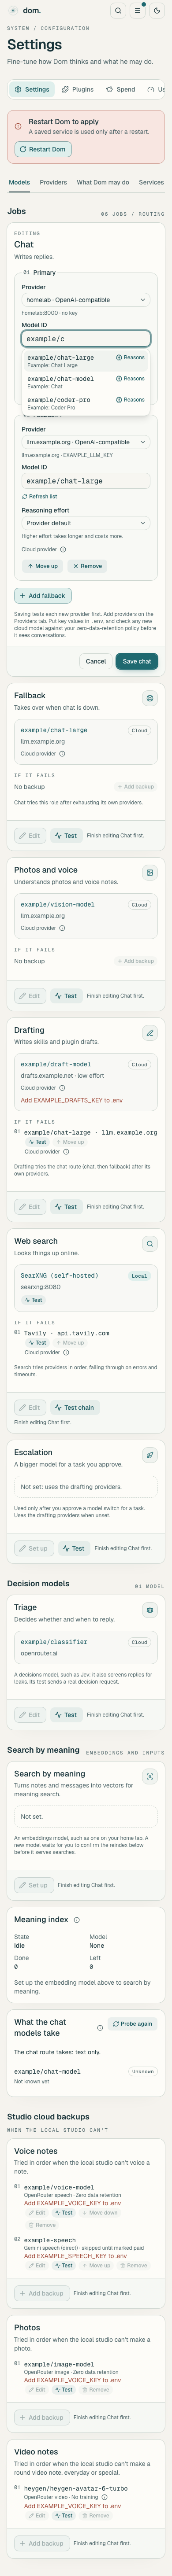 dom.
SYSTEM / CONFIGURATION
Settings
Fine-tune how Dom thinks and what he may do.
Settings Plugins Spend
Restart Dom to apply
A saved service is only used after a restart.
Restart Dom
Models Providers What Dom may do Services
Jobs
06 JOBS / ROUTING
EDITING
Chat
Writes replies.
01 Primary
Provider
homelab · OpenAI-compatible
homelab:8000 · no key
Model ID
example/c
example/chat-large Reasons
Example: Chat Large
example/chat-model Reasons
Example: Chat
example/coder-pro Reasons
Example: Coder Pro
Provider
llm.example.org · OpenAI-compatible
llm.example.org · EXAMPLE_LLM_KEY
Model ID
example/chat-large
Refresh list
Reasoning effort
Provider default
Higher effort takes longer and costs more.
Cloud provider
Move up Remove
Add fallback
Saving tests each new provider first. Add providers on the
Providers tab. Put key values in .env, and check any new
cloud model against your zero-data-retention policy before
it sees conversations.
Cancel Save chat
Fallback
Takes over when chat is down.
example/chat-large Cloud
llm.example.org
Cloud provider
IF IT FAILS
No backup Add backup
Chat tries this role after exhausting its own providers.
Edit Test Finish editing Chat first.
Photos and voice
Understands photos and voice notes.
example/vision-model Cloud
llm.example.org
Cloud provider
IF IT FAILS
No backup Add backup
Edit Test Finish editing Chat first.
Drafting
Writes skills and plugin drafts.
example/draft-model Cloud
drafts.example.net · low effort
Cloud provider
Add EXAMPLE_DRAFTS_KEY to .env
IF IT FAILS
01 example/chat-large · llm.example.org
Test Move up
Cloud provider
Drafting tries the chat route (chat, then fallback) after its
own providers.
Edit Test Finish editing Chat first.
Web search
Looks things up online.
SearXNG (self-hosted) Local
searxng:8080
Test
IF IT FAILS
01 Tavily · api.tavily.com
Test Move up
Cloud provider
Search tries providers in order, falling through on errors and
timeouts.
Edit Test chain
Finish editing Chat first.
Escalation
A bigger model for a task you approve.
Not set: uses the drafting providers.
Used only after you approve a model switch for a task.
Uses the drafting providers when unset.
Set up Test Finish editing Chat first.
Decision models
01 MODEL
Triage
Decides whether and when to reply.
example/classifier Cloud
openrouter.ai
A decisions model, such as Jev: it also screens replies for
leaks. Its test sends a real decision request.
Edit Test Finish editing Chat first.
Search by meaning
EMBEDDINGS AND INPUTS
Search by meaning
Turns notes and messages into vectors for
meaning search.
Not set.
An embeddings model, such as one on your home lab. A
new model waits for you to confirm the reindex below
before it serves searches.
Set up Finish editing Chat first.
Meaning index
State Model
Idle None
Done Left
0 0
Set up the embedding model above to search by
meaning.
What the chat
models take
Probe again
The chat route takes: text only.
example/chat-model Unknown
Not known yet
Studio cloud backups
WHEN THE LOCAL STUDIO CAN'T
Voice notes
Tried in order when the local studio can't voice a
note.
01 example/voice-model
OpenRouter speech · Zero data retention
Add EXAMPLE_VOICE_KEY to .env
Edit Test Move down
Remove
02 example-speech
Gemini speech (direct) · skipped until marked paid
Add EXAMPLE_SPEECH_KEY to .env
Edit Test Move up Remove
Add backup Finish editing Chat first.
Photos
Tried in order when the local studio can't make a
photo.
01 example/image-model
OpenRouter image · Zero data retention
Add EXAMPLE_VOICE_KEY to .env
Edit Test Remove
Add backup Finish editing Chat first.
Video notes
Tried in order when the local studio can't make a
round video note, everyday or special.
01 heygen/heygen-avatar-6-turbo
OpenRouter video · No training
Add EXAMPLE_VOICE_KEY to .env
Edit Test Remove
Add backup Finish editing Chat first.